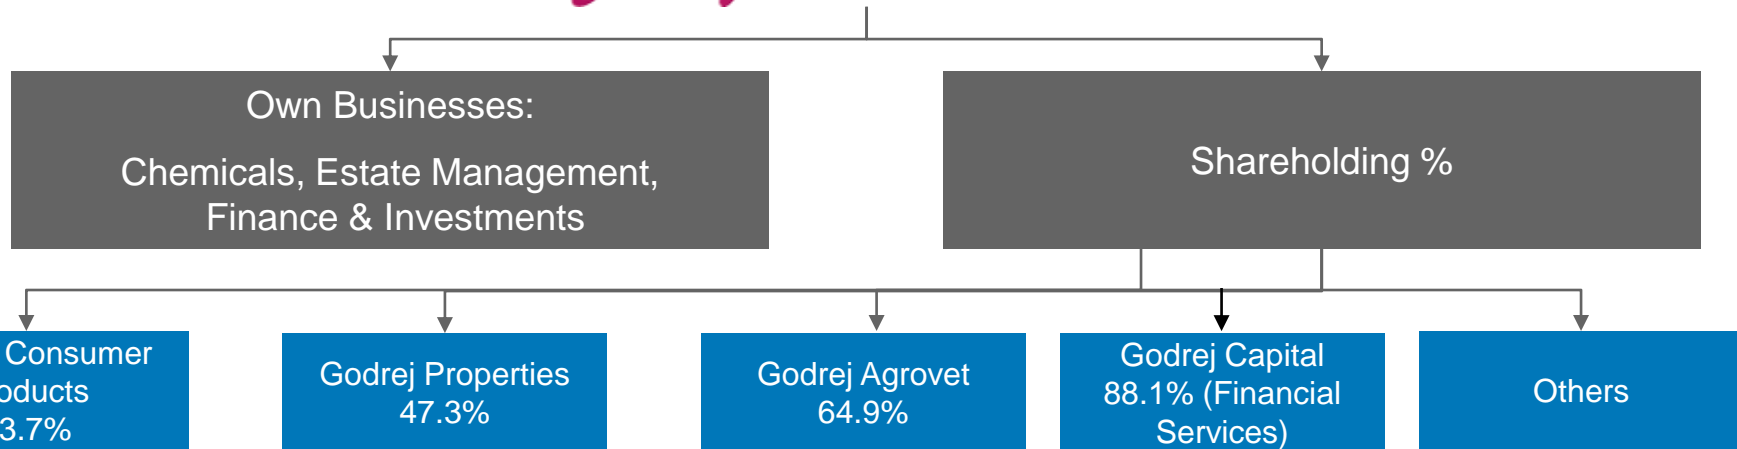 Own Businesses:
Chemicals, Estate Management,
Finance & Investments
Shareholding %
Consumer
oducts
3.7%
Godrej Properties
47.3%
Godrej Agrovet
64.9%
Godrej Capital
88.1% (Financial
Services)
Others